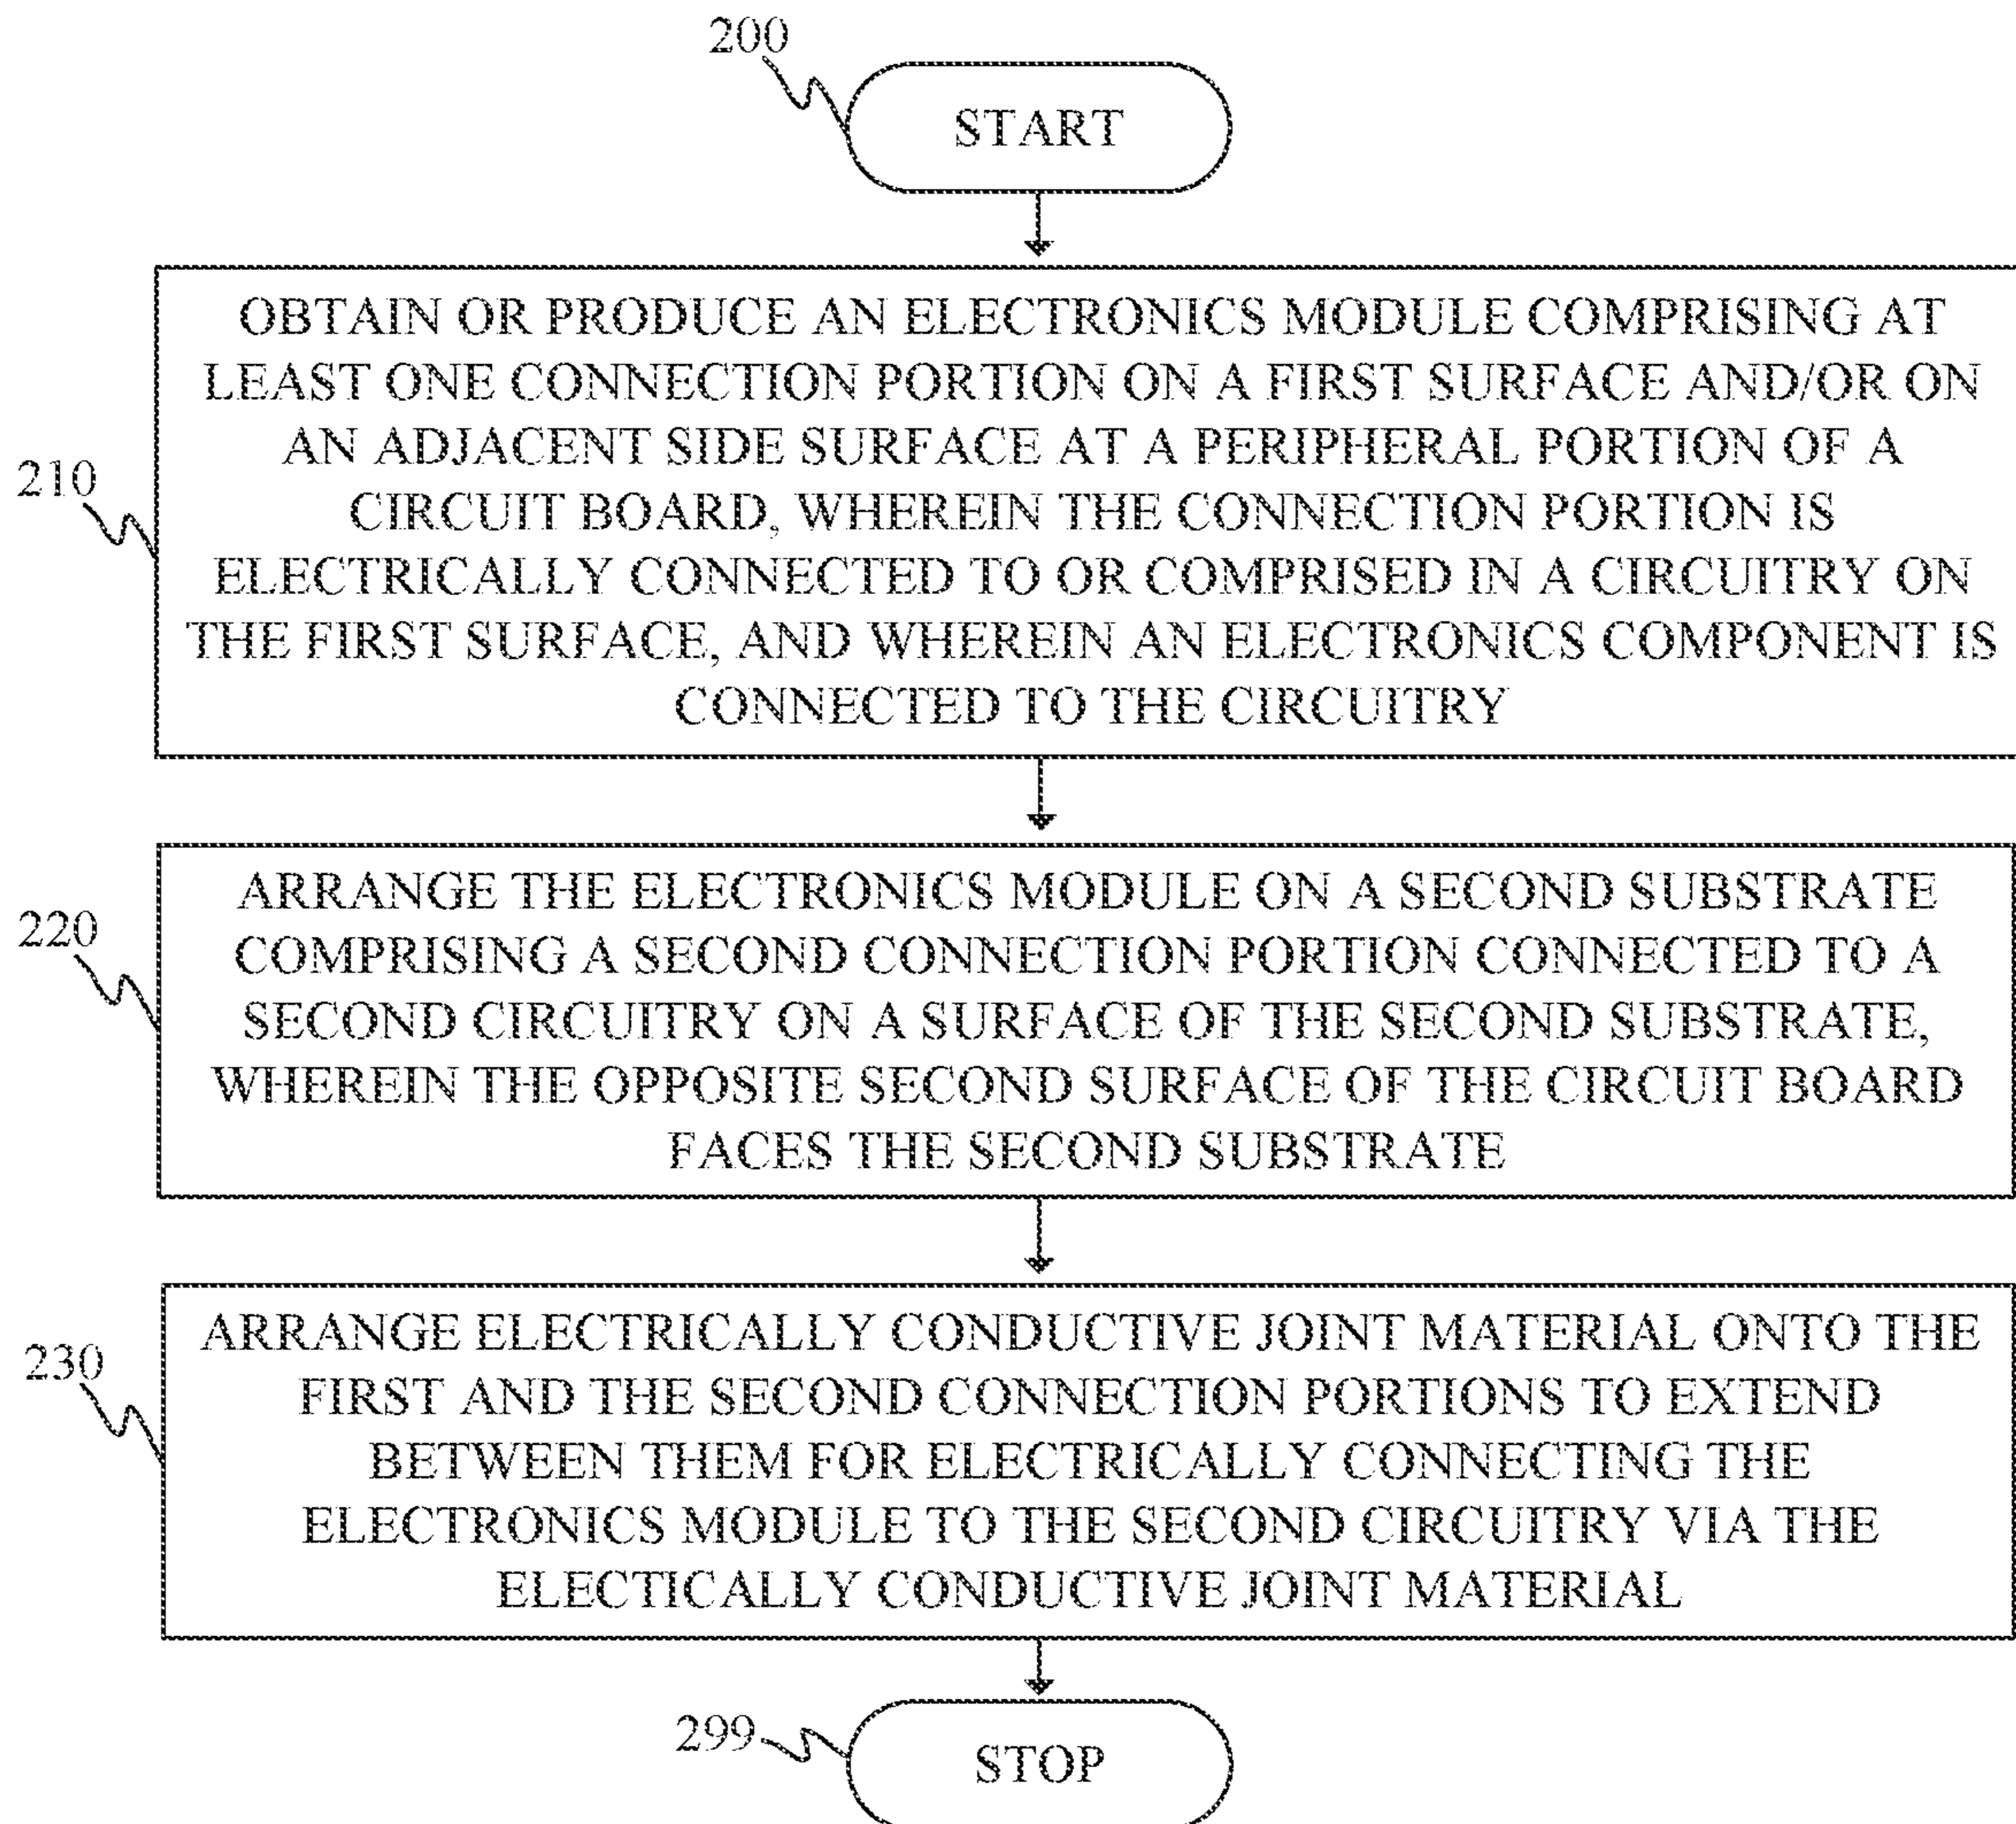 200
START
OBTAIN OR PRODUCE AN ELECTRONICS MODULE COMPRISING AT
LEAST ONE CONNECTION PORTION ON A FIRST SURFACE AND/OR ON
AN ADJACENT SIDE SURFACE AT A PERIPHERAL PORTION OF A
210
CIRCUIT BOARD, WHEREIN THE CONNECTION PORTION IS
ELECTRICALLY CONNECTED TO OR COMPRISED IN A CIRCUITRY ON
THE FIRST SURFACE, AND WHEREIN AN ELECTRONICS COMPONENT IS
CONNECTED TO THE CIRCUITRY
ARRANGE THE ELECTRONICS MODULE ON A SECOND SUBSTRATE
220
COMPRISING A SECOND CONNECTION PORTION CONNECTED TO A
SECOND CIRCUITRY ON A SURFACE OF THE SECOND SUBSTRATE,
WHEREIN THE OPPOSITE SECOND SURFACE OF THE CIRCUIT BOARD
FACES THE SECOND SUBSTRATE
ARRANGE ELECTRICALLY CONDUCTIVE JOINT MATERIAL ONTO THE
230
FIRST AND THE SECOND CONNECTION PORTIONS TO EXTEND
BETWEEN THEM FOR ELECTRICALLY CONNECTING THE
ELECTRONICS MODULE TO THE SECOND CIRCUITRY VIA THE
ELECTICALLY CONDUCTIVE JOINT MATERIAL
299
STOP